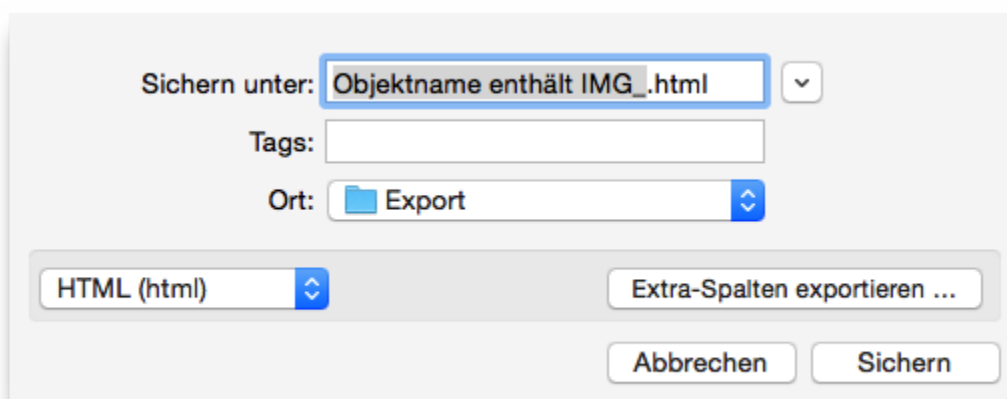 Sichern unter: Objektname enthält IMG_.html
Tags:
Ort: Export
HTML (html) Extra-Spalten exportieren ...
Abbrechen Sichern